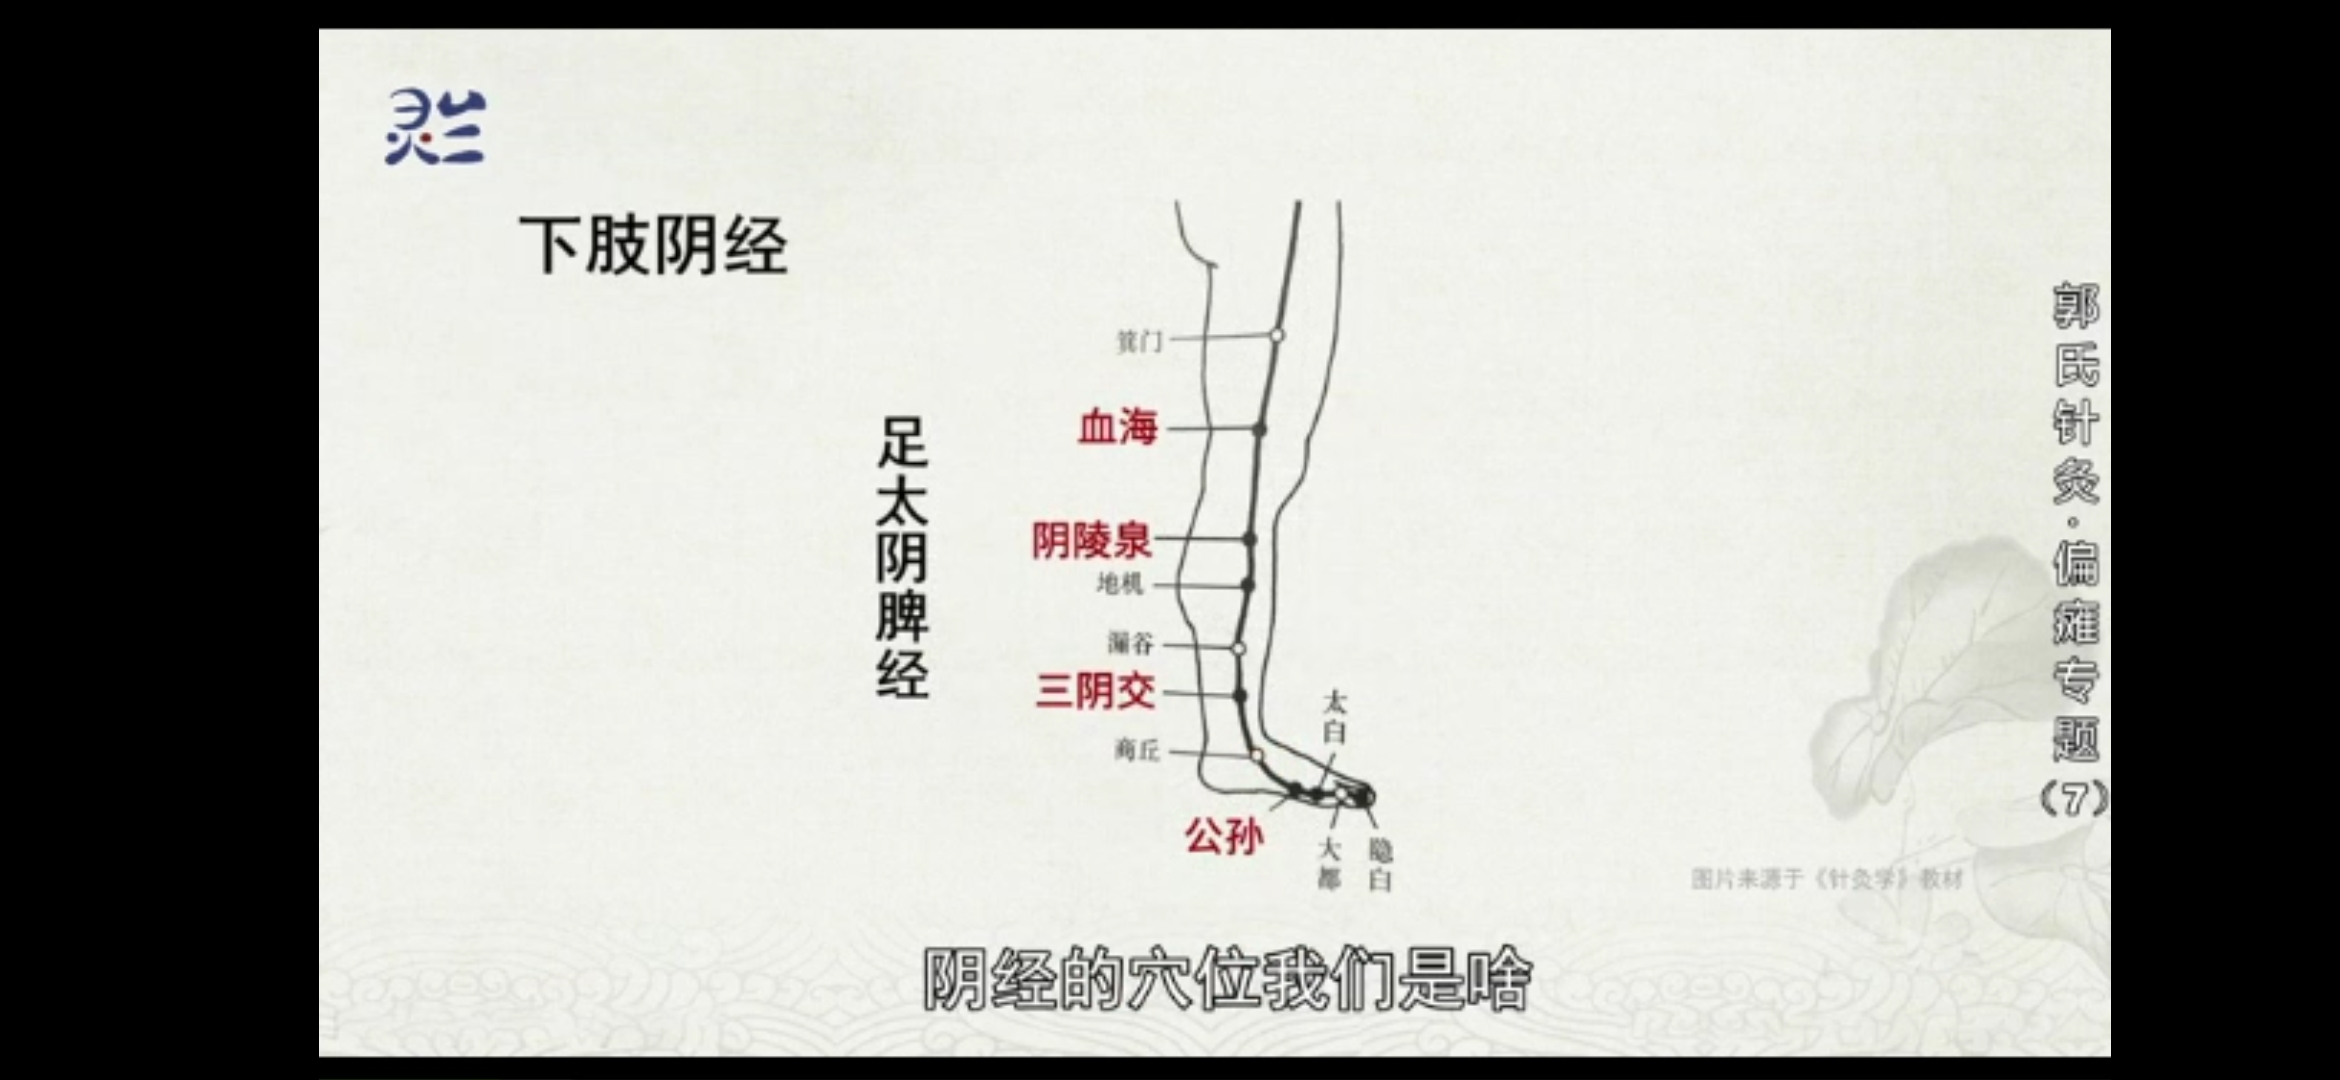 灵兰
下肢阴经
足太阴脾经
箕门
血海
阴陵泉
地机
漏谷
三阴交
商丘
太白
公孙
大都
隐白
郭氏针灸·偏瘫专题(7)
图片来源于《针灸学》教材
阴经的穴位我们是啥